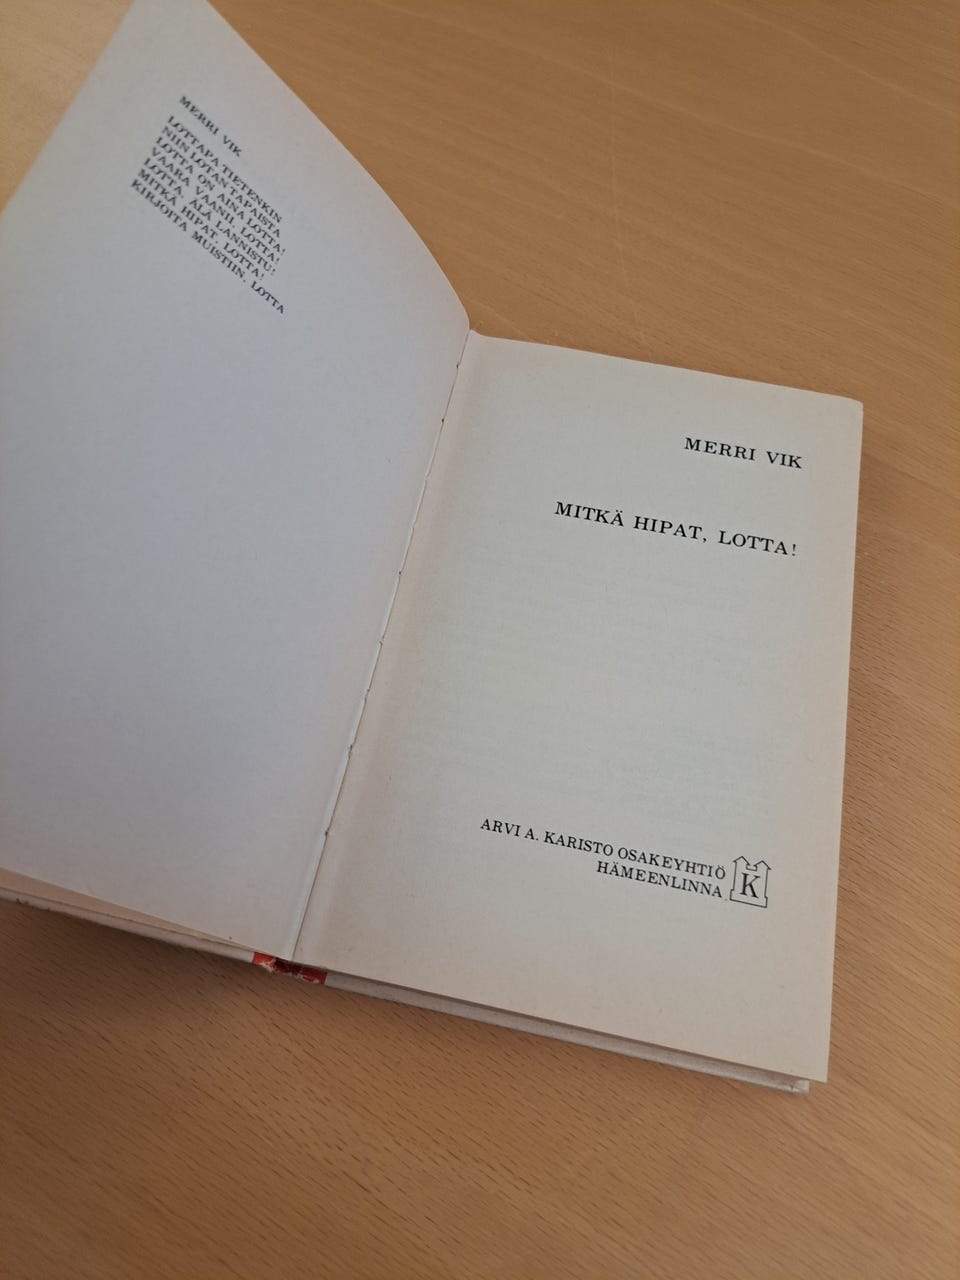 MERRI VIK
LOTTAPA TIETENKIN
NIIN LOTAN TAPAISTA
LOTTA ON AINA LOTTA!
VAARA VAANII, LOTTA!
LOTTA, ÄLÄ LANNISTU!
MITKÄ HIPAT, LOTTA!
KIRJOITA MUISTIIN, LOTTA
MERRI VIK
MITKÄ HIPAT, LOTTA!
ARVI A. KARISTO OSAKEYHTIÖ
HÄMEENLINNA
K